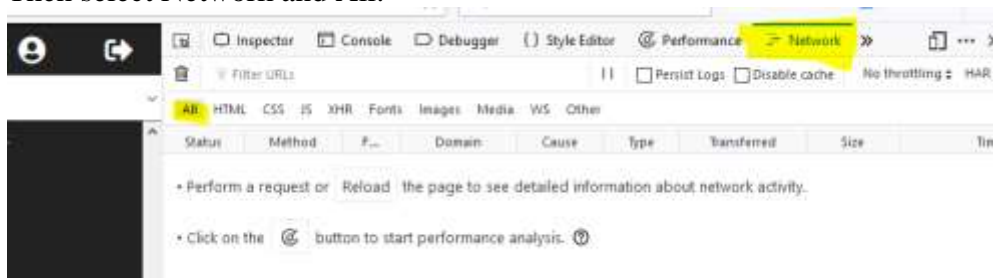 Then select Network and All.
Inspector Console Debugger {} Style Editor Performance Network »
Filter URLs Persist Logs Disable cache No throttling HAR
All HTML CSS JS XHR Fonts Images Media WS Other
Status Method F... Domain Cause Type Transferred Size Tim
• Perform a request or Reload the page to see detailed information about network activity.
• Click on the button to start performance analysis.